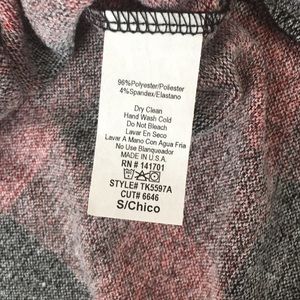 96%Polyester/Poliester
4%Spandex/Elastano
Dry Clean
Hand Wash Cold
Do Not Bleach
Lavar En Seco
Lavar A Mano Con Agua Fria
No Use Blanqueador
MADE IN U.S.A.
RN # 141701
STYLE# TK5597A
CUT# 6646
S/Chico